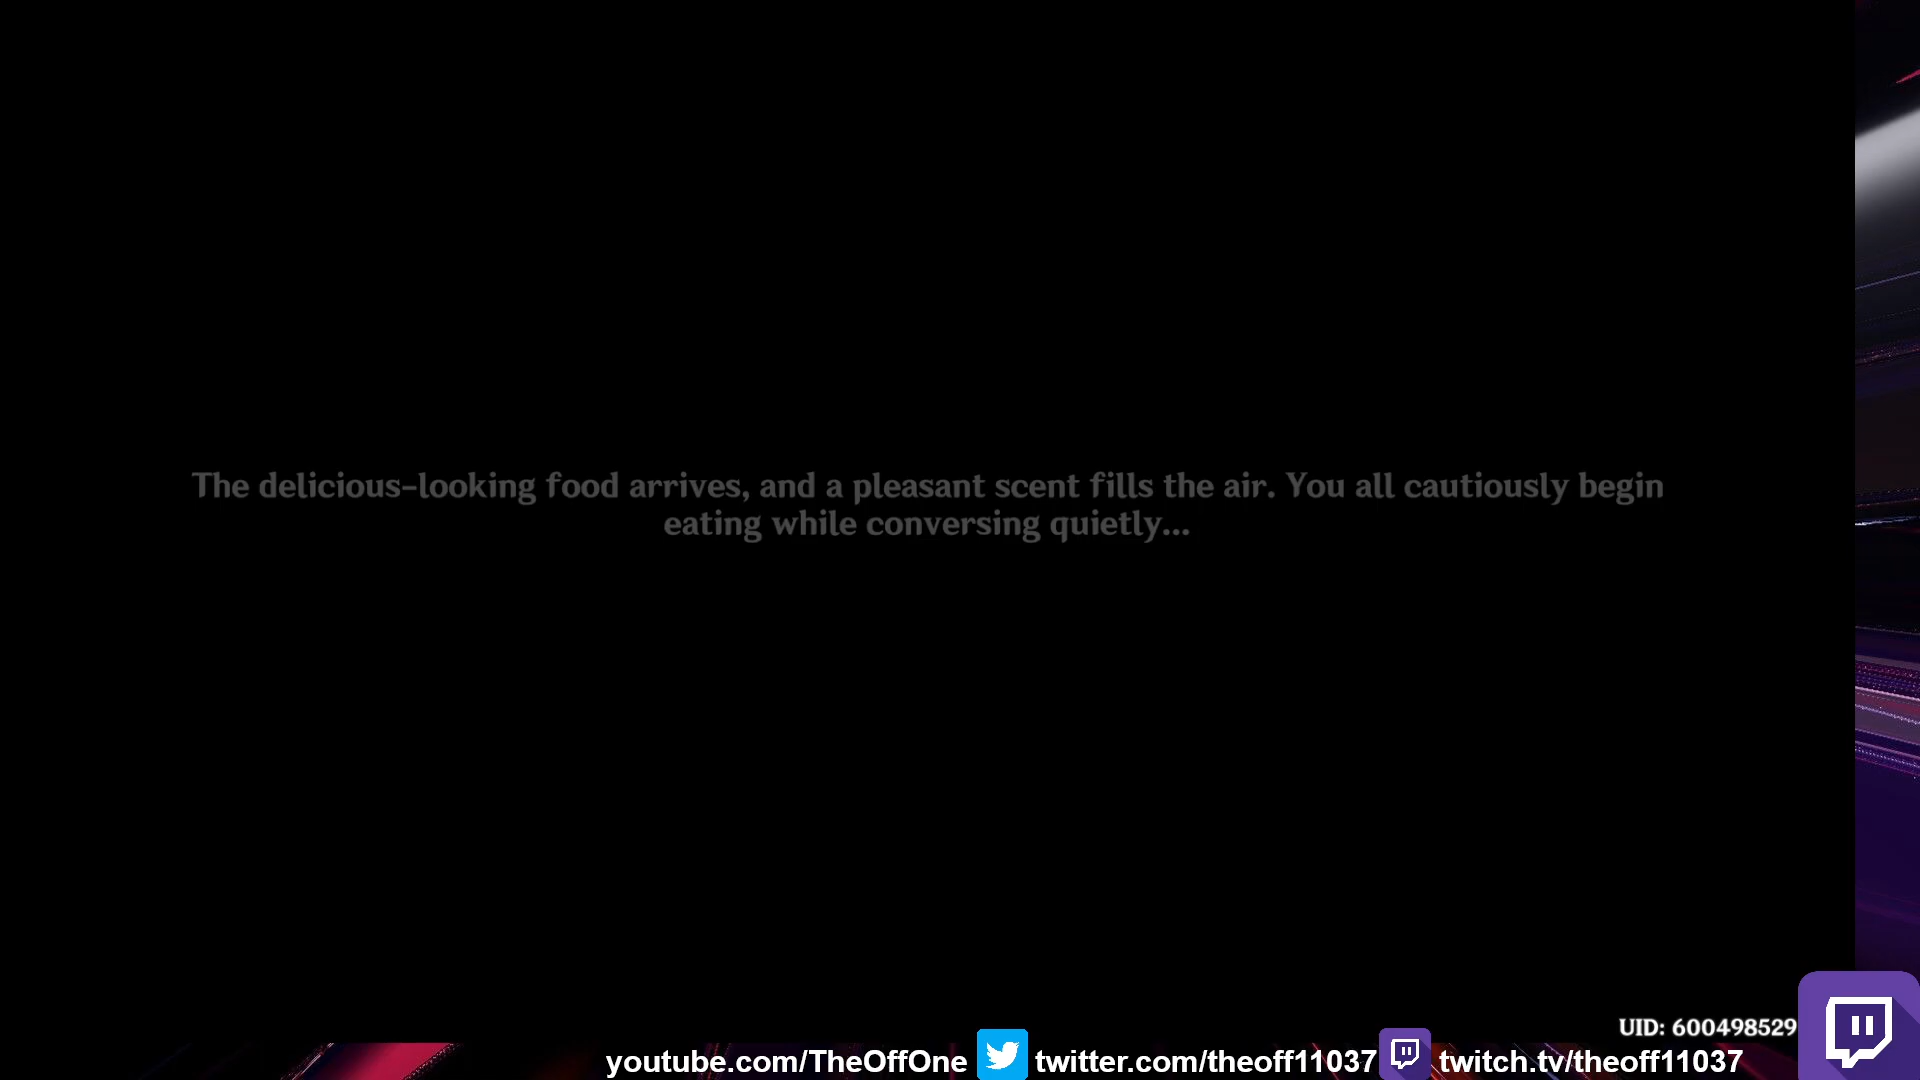 The delicious-looking food arrives, and a pleasant scent fills the air. You all cautiously begin
eating while conversing quietly...
UID: 600498529
youtube.com/TheOffOne twitter.com/theoff11037 twitch.tv/theoff11037